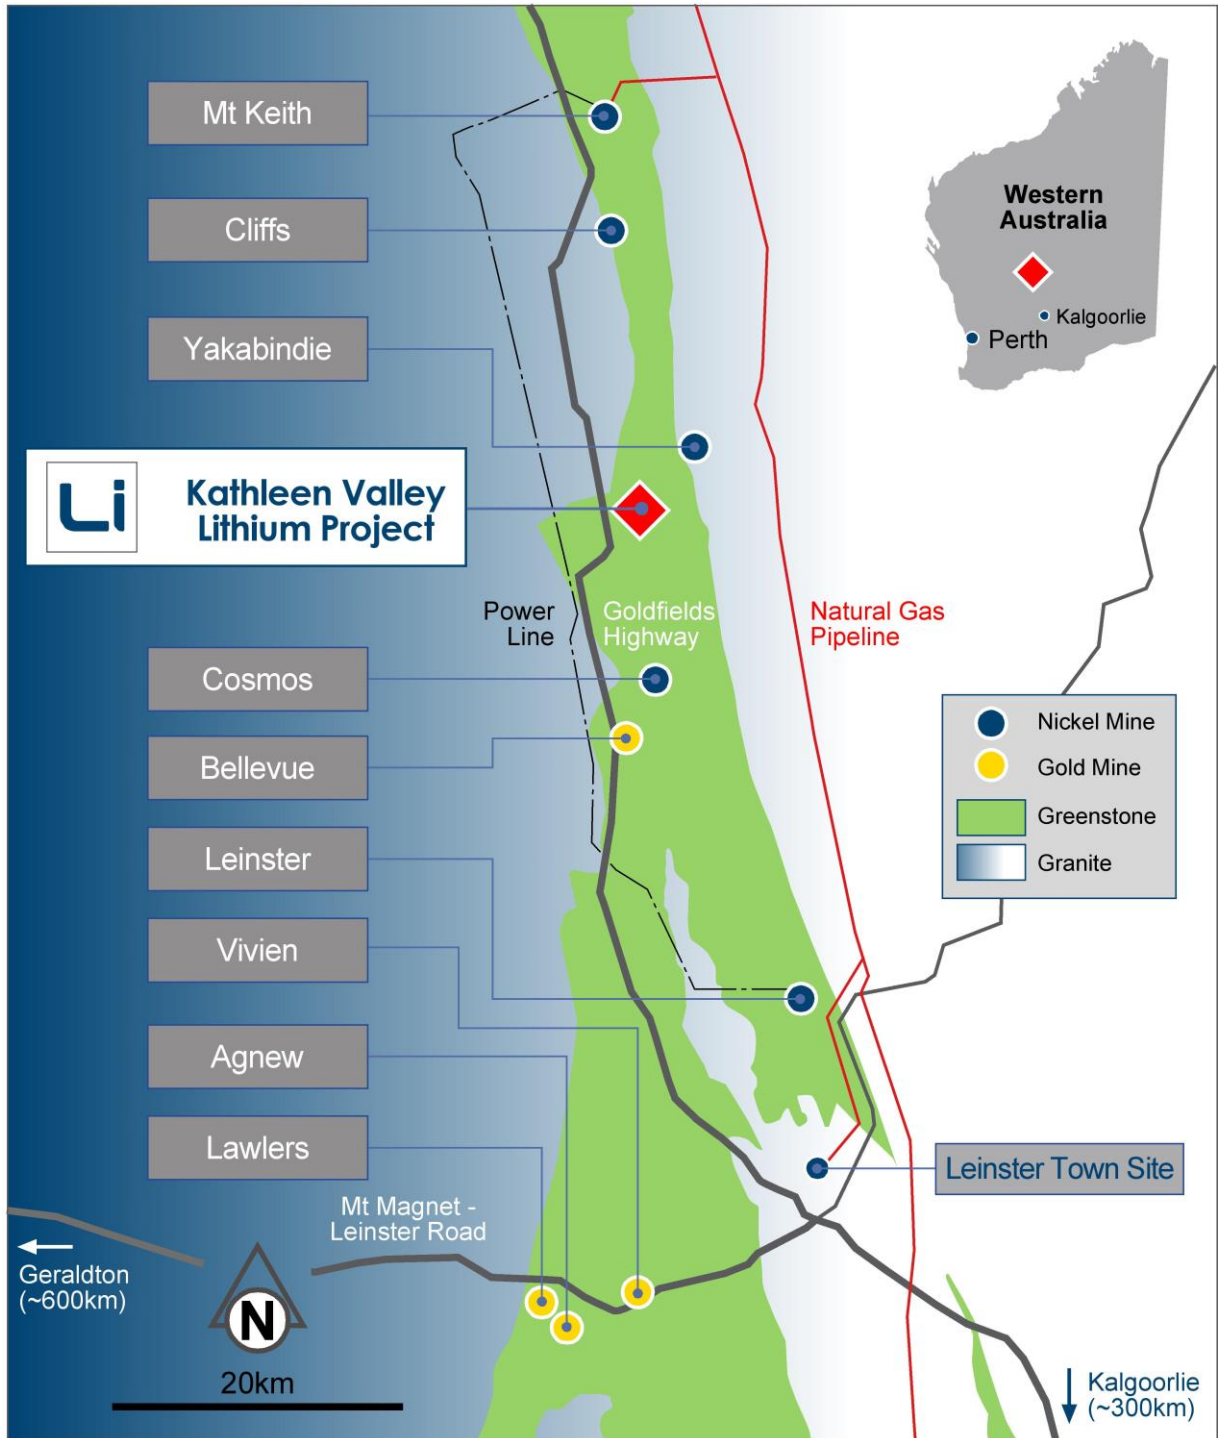 Mt Keith
Cliffs
Yakabindie
Li
Kathleen Valley
Lithium Project
Cosmos
Bellevue
Leinster
Vivien
Agnew
Lawlers
Western
Australia
Kalgoorlie
Perth
Power
Line
Goldfields
Highway
Natural Gas
Pipeline
Nickel Mine
Gold Mine
Greenstone
Granite
Leinster Town Site
Mt Magnet -
Leinster Road
Geraldton
(~600km)
N
20km
Kalgoorlie
(~300km)